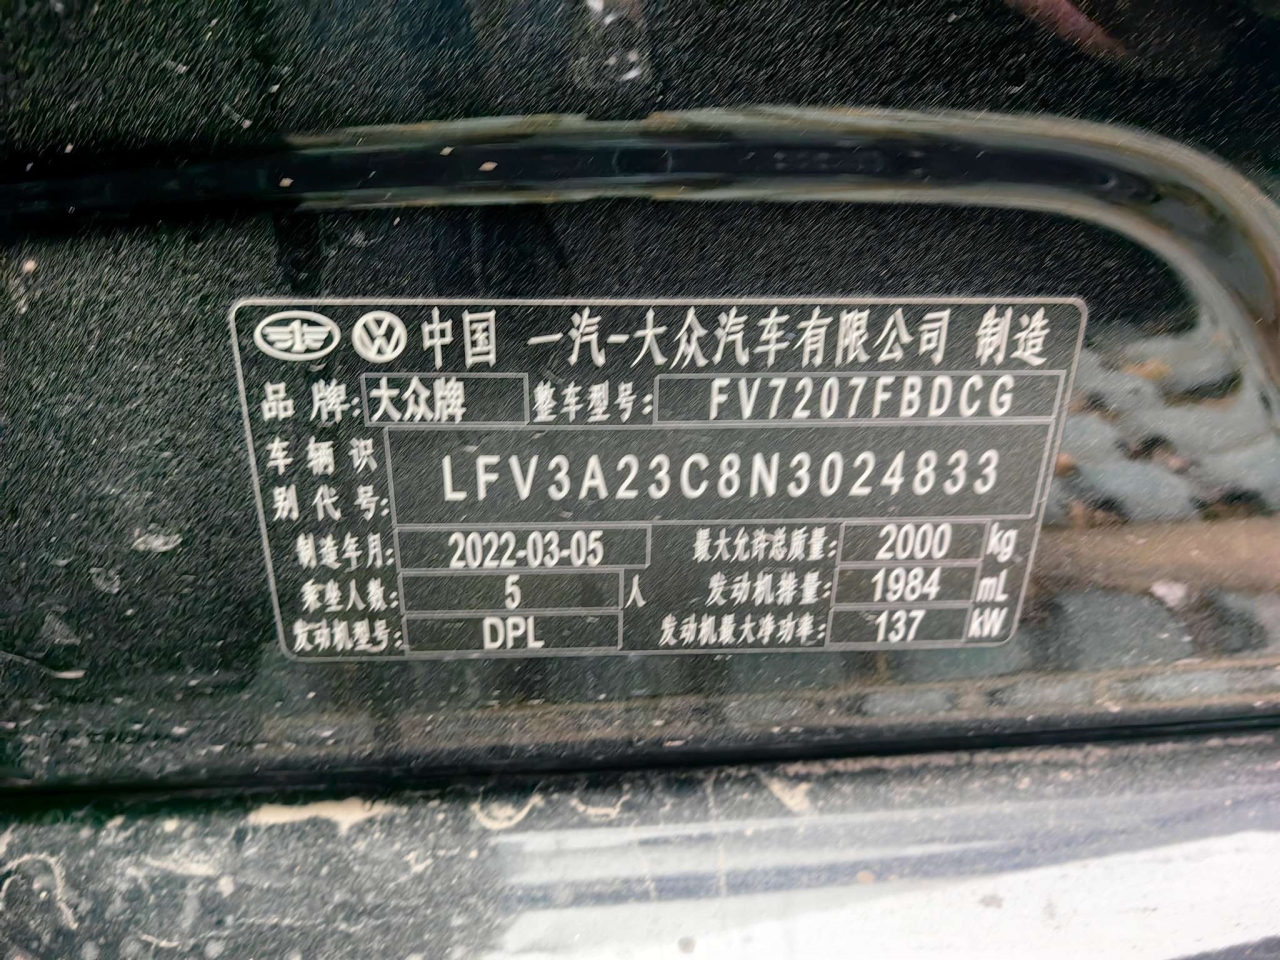 中国 一汽-大众汽车有限公司 制造
品 牌: 大众牌 整车型号: FV7207FBDCG
车 辆 识 别 代 号: LFV3A23C8N3024833
制造年月: 2022-03-05 最大允许总质量: 2000 kg
乘坐人数: 5 人 发动机排量: 1984 mL
发动机型号: DPL 发动机最大净功率: 137 kW